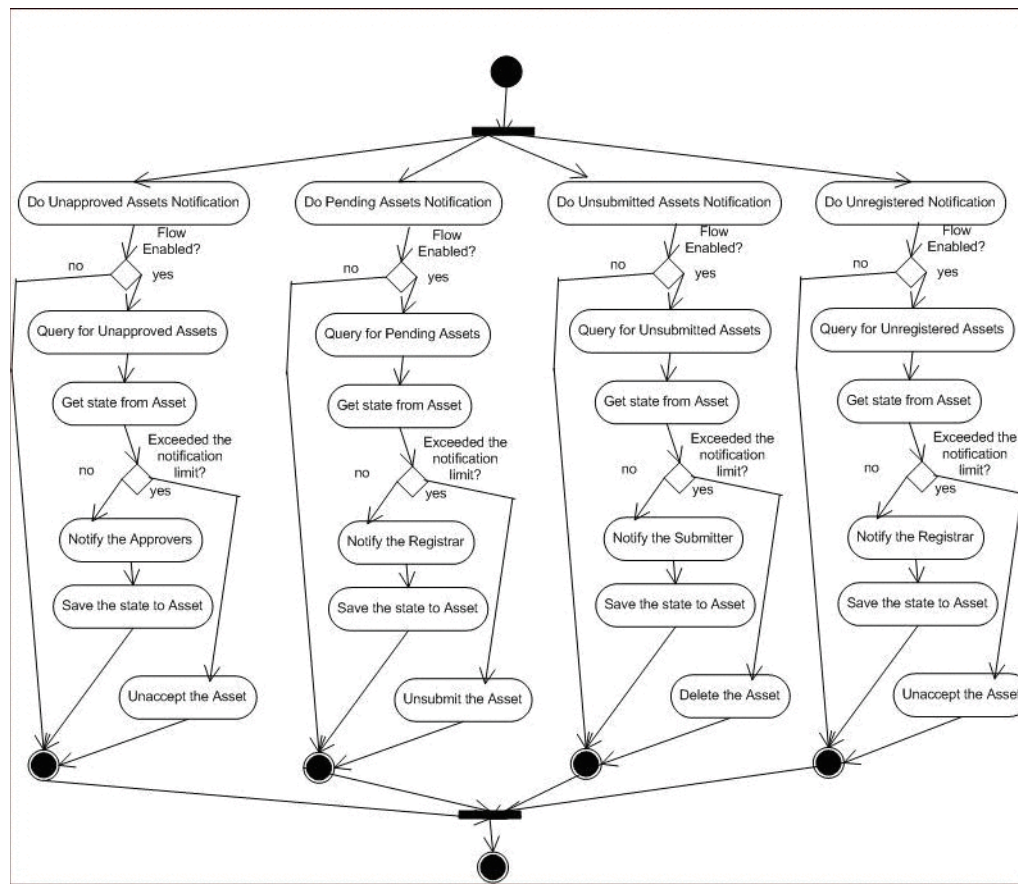 Do Unapproved Assets Notification
Flow
Enabled?
no
yes
Query for Unapproved Assets
Get state from Asset
Exceeded the
notification
limit?
no
yes
Notify the Approvers
Save the state to Asset
Unaccept the Asset
Do Pending Assets Notification
Flow
Enabled?
no
yes
Query for Pending Assets
Get state from Asset
Exceeded the
notification
limit?
no
yes
Notify the Registrar
Save the state to Asset
Unsubmit the Asset
Do Unsubmitted Assets Notification
Flow
Enabled?
no
yes
Query for Unsubmitted Assets
Get state from Asset
Exceeded the
notification
limit?
no
yes
Notify the Submitter
Save the state to Asset
Delete the Asset
Do Unregistered Notification
Flow
Enabled?
no
yes
Query for Unregistered Assets
Get state from Asset
Exceeded the
notification
limit?
no
yes
Notify the Registrar
Save the state to Asset
Unaccept the Asset